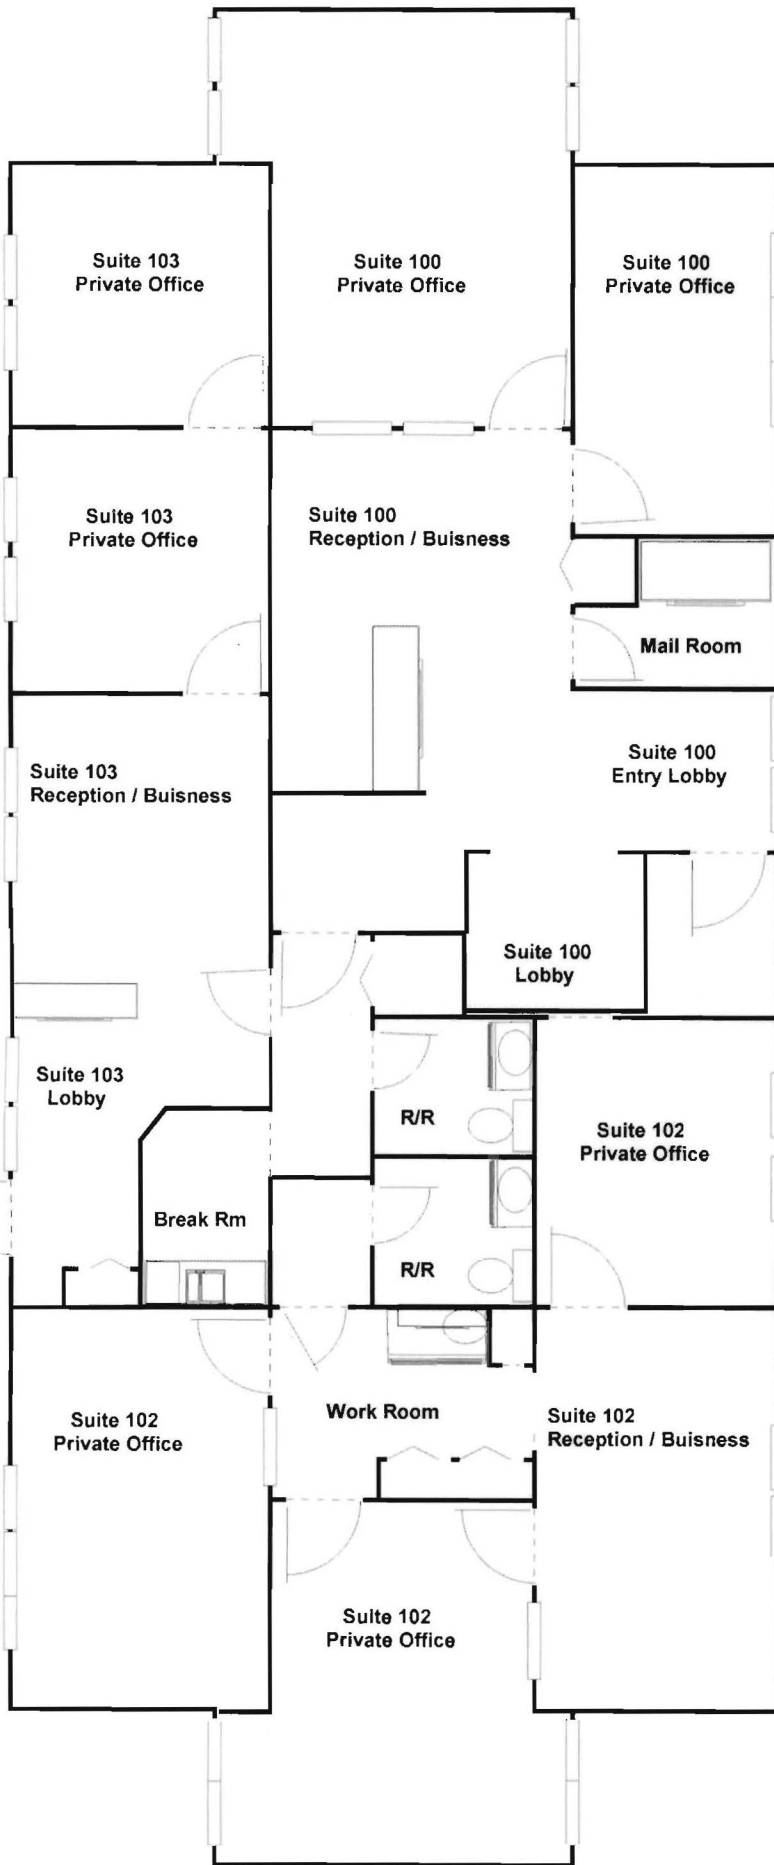 Suite 103
Private Office
Suite 100
Private Office
Suite 100
Private Office
Suite 103
Private Office
Suite 100
Reception / Buisness
Mail Room
Suite 103
Reception / Buisness
Suite 100
Entry Lobby
Suite 100
Lobby
Suite 103
Lobby
R/R
Suite 102
Private Office
Break Rm
R/R
Suite 102
Private Office
Work Room
Suite 102
Reception / Buisness
Suite 102
Private Office